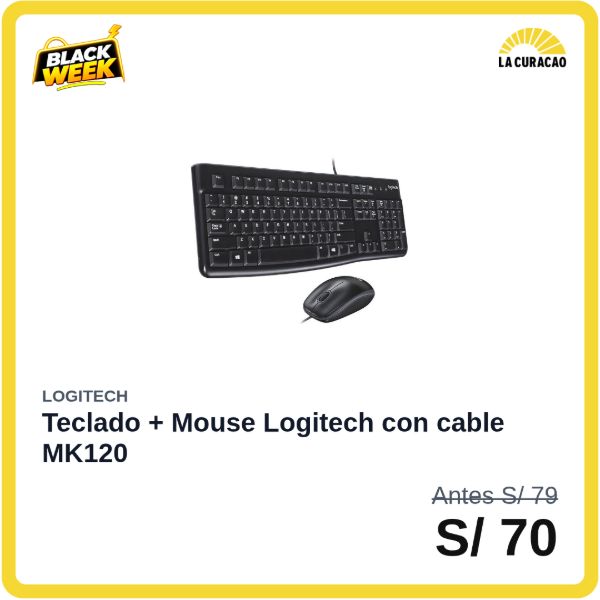 BLACK
WEEK
LA CURACAO
LOGITECH
Teclado + Mouse Logitech con cable
MK120
Antes S/ 79
S/ 70